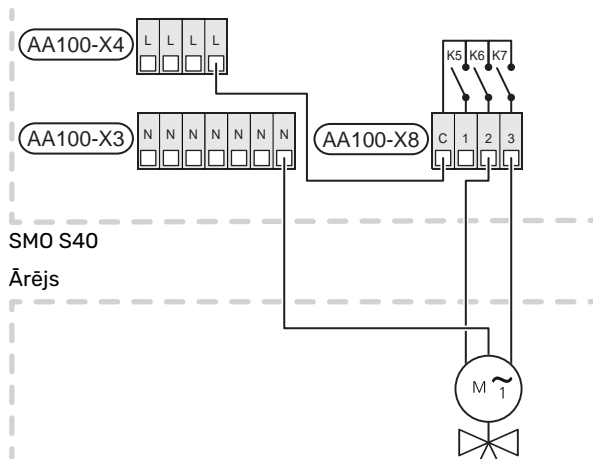 AA100-X4
L L L L
K5 K6 K7
AA100-X3
N N N N N N N
AA100-X8
C 1 2 3
SMO S40
Ārējs
M ~
1